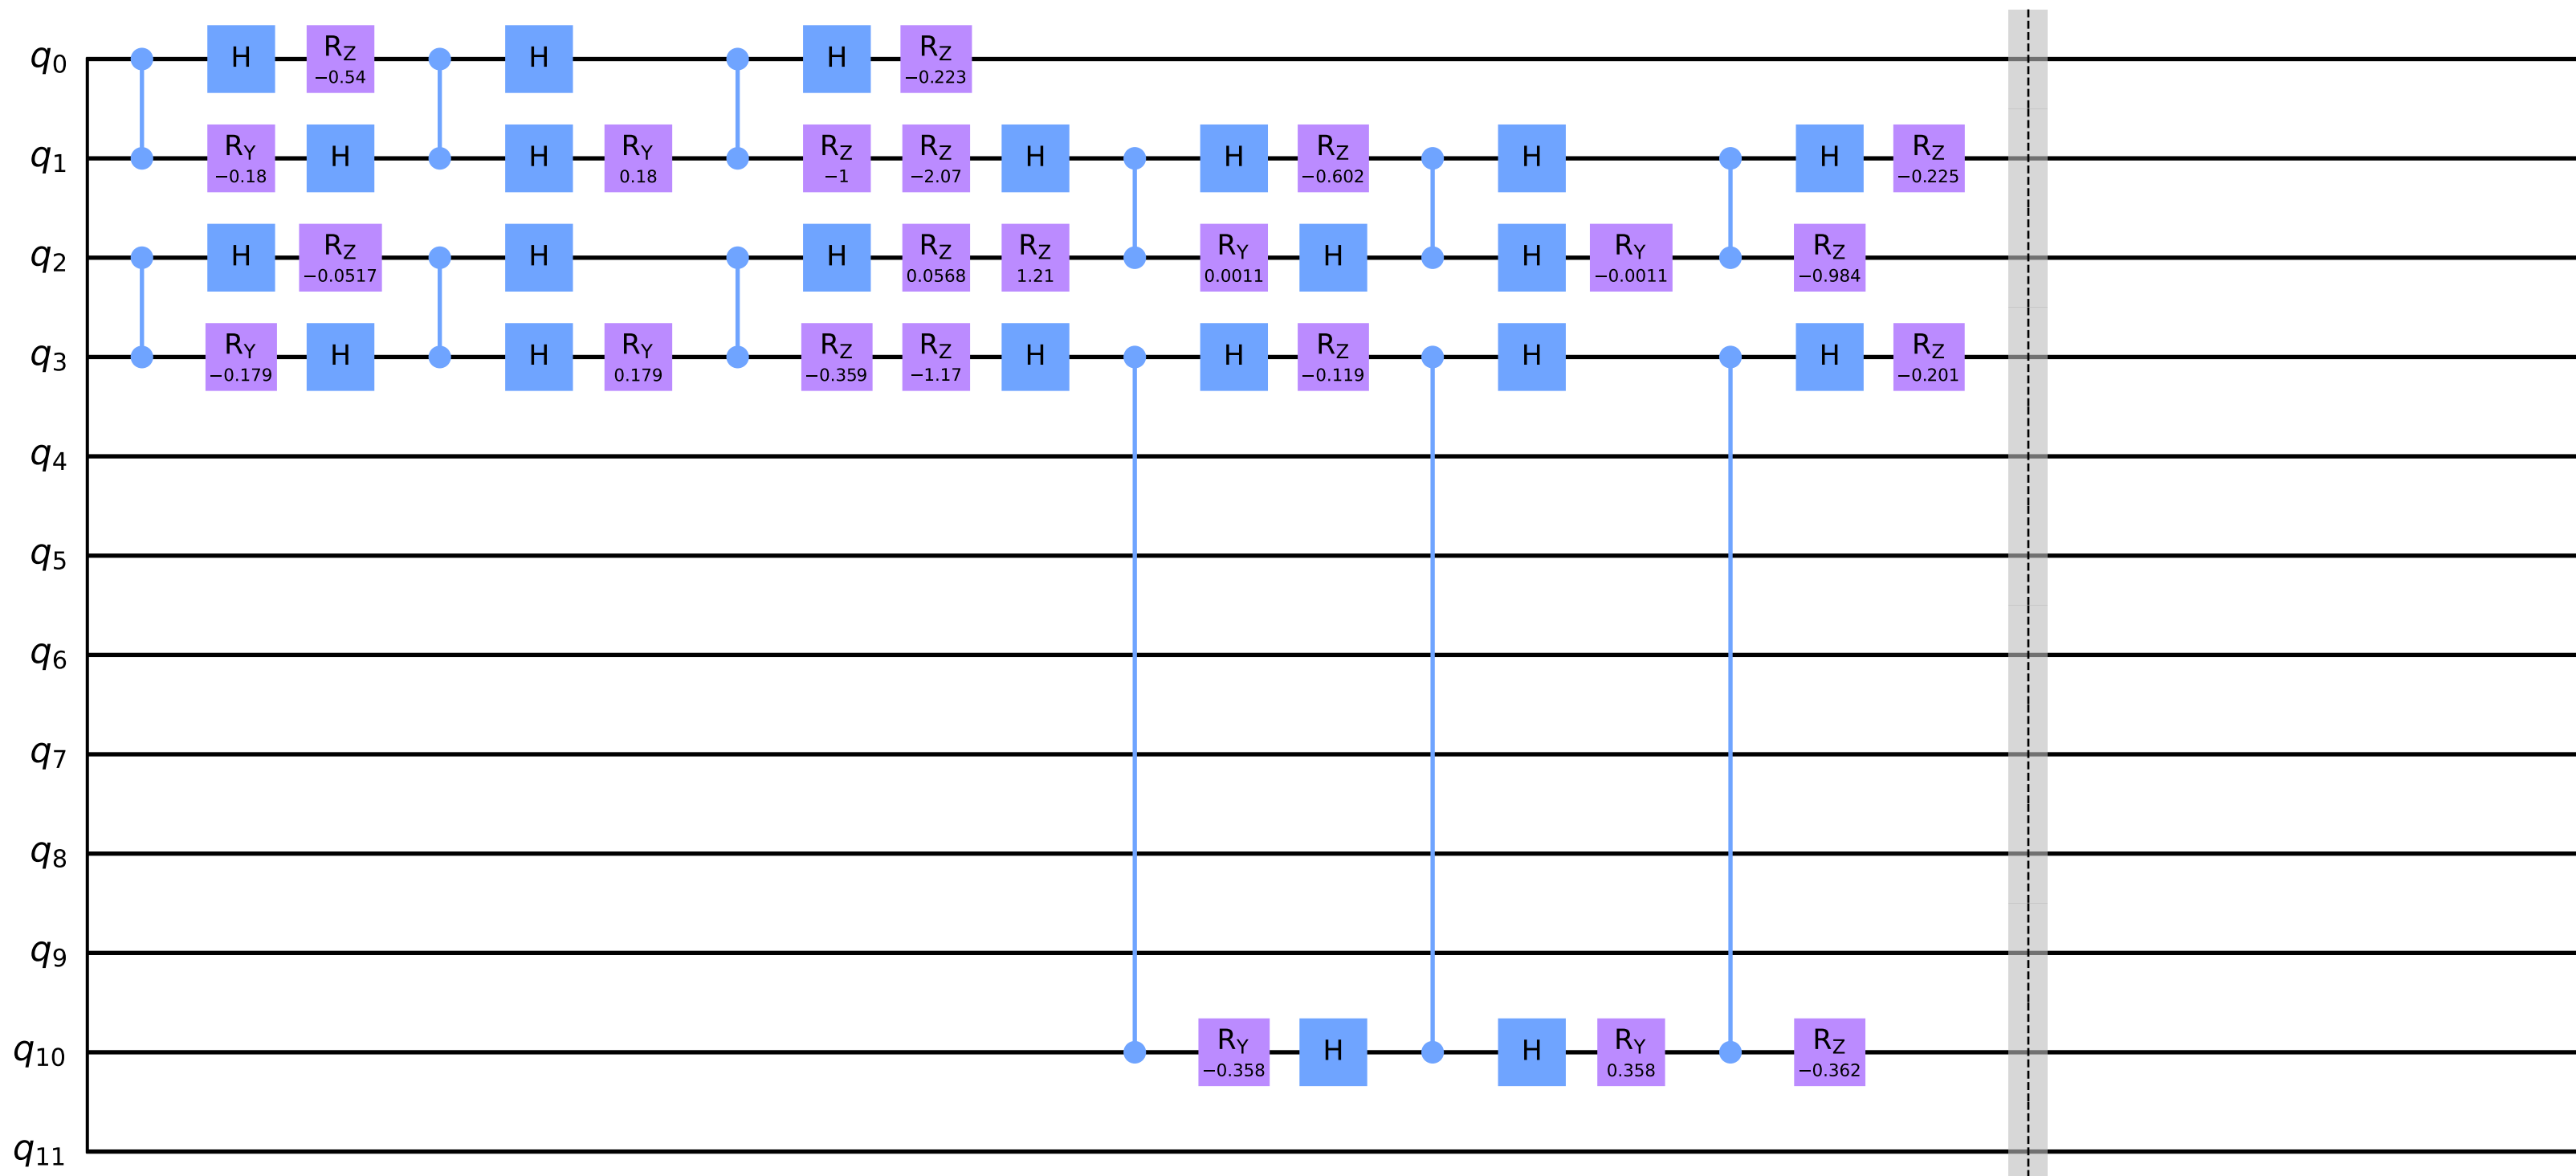 q0 H RZ −0.54 H H RZ −0.223
q1 RY −0.18 H H RY 0.18 RZ −1 RZ −2.07 H H RZ −0.602 H H RZ −0.225
q2 H RZ −0.0517 H H RZ 0.0568 RZ 1.21 RY 0.0011 H H RY −0.0011 RZ −0.984
q3 RY −0.179 H H RY 0.179 RZ −0.359 RZ −1.17 H H RZ −0.119 H H RZ −0.201
q4
q5
q6
q7
q8
q9
q10 RY −0.358 H H RY 0.358 RZ −0.362
q11